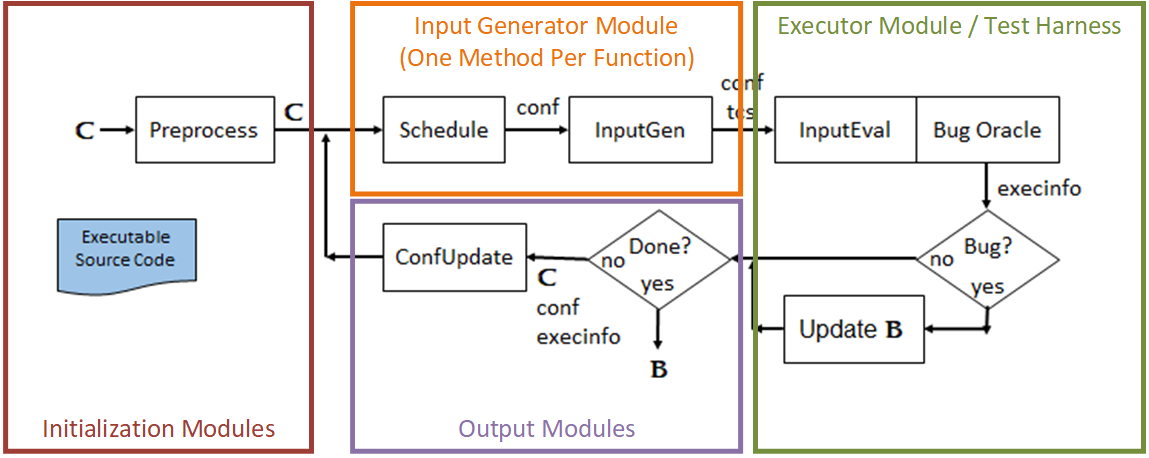 Input Generator Module
(One Method Per Function)
Executor Module / Test Harness
C
Preprocess
C
Schedule
conf
InputGen
conf
tcs
InputEval
Bug Oracle
execinfo
Executable
Source Code
ConfUpdate
Done?
no
yes
C
conf
execinfo
B
Bug?
no
yes
Update B
Initialization Modules
Output Modules